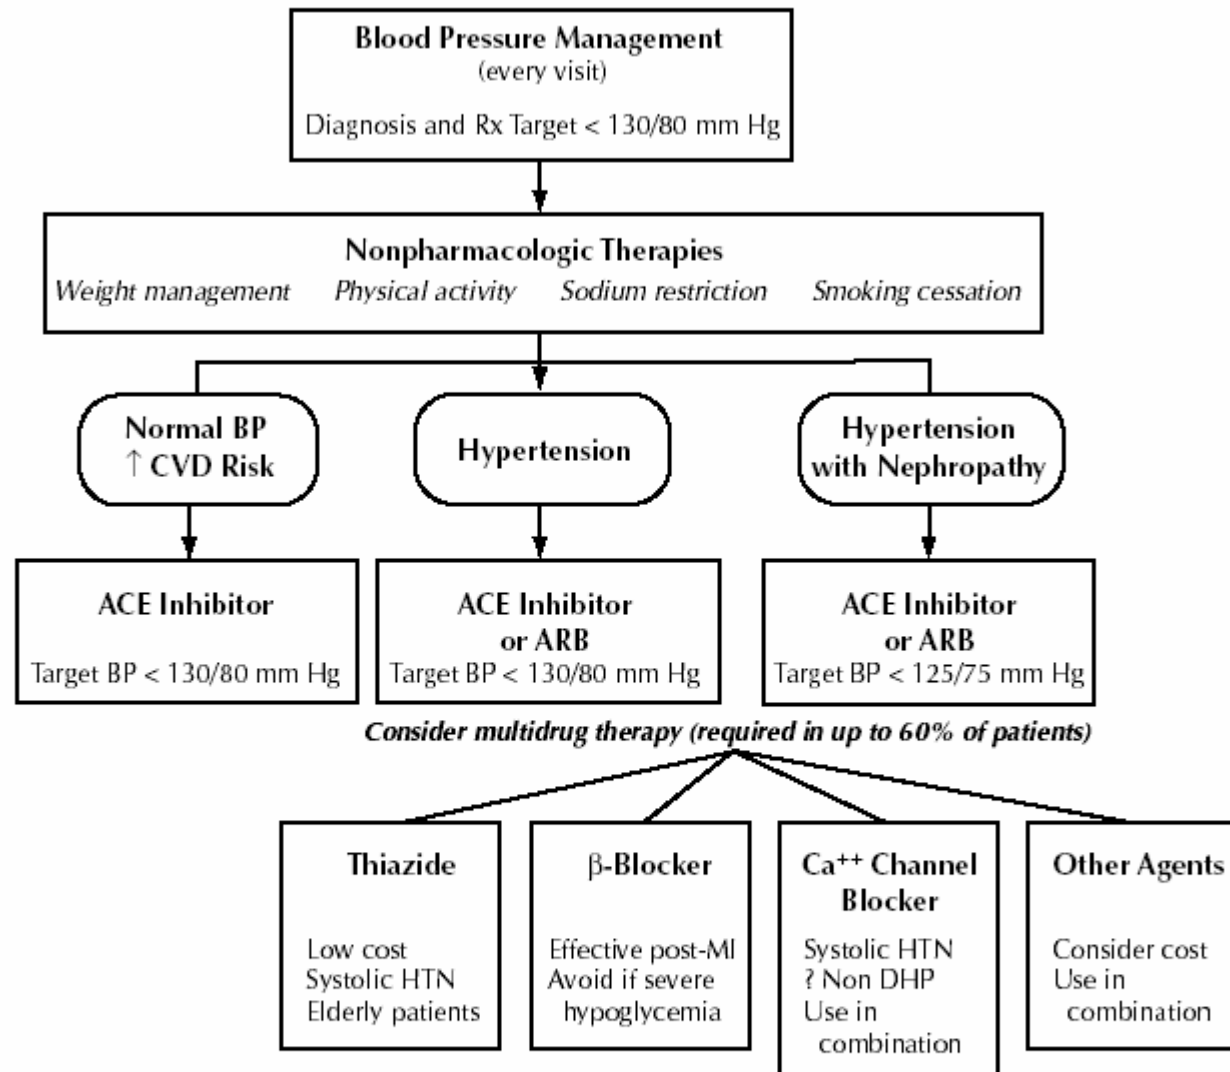 Blood Pressure Management
(every visit)
Diagnosis and Rx Target < 130/80 mm Hg
Nonpharmacologic Therapies
Weight management Physical activity Sodium restriction Smoking cessation
Normal BP
↑ CVD Risk
Hypertension
Hypertension
with Nephropathy
ACE Inhibitor
Target BP < 130/80 mm Hg
ACE Inhibitor
or ARB
Target BP < 130/80 mm Hg
ACE Inhibitor
or ARB
Target BP < 125/75 mm Hg
Consider multidrug therapy (required in up to 60% of patients)
Thiazide
Low cost
Systolic HTN
Elderly patients
β-Blocker
Effective post-MI
Avoid if severe
hypoglycemia
Ca⁺⁺ Channel
Blocker
Systolic HTN
? Non DHP
Use in
combination
Other Agents
Consider cost
Use in
combination